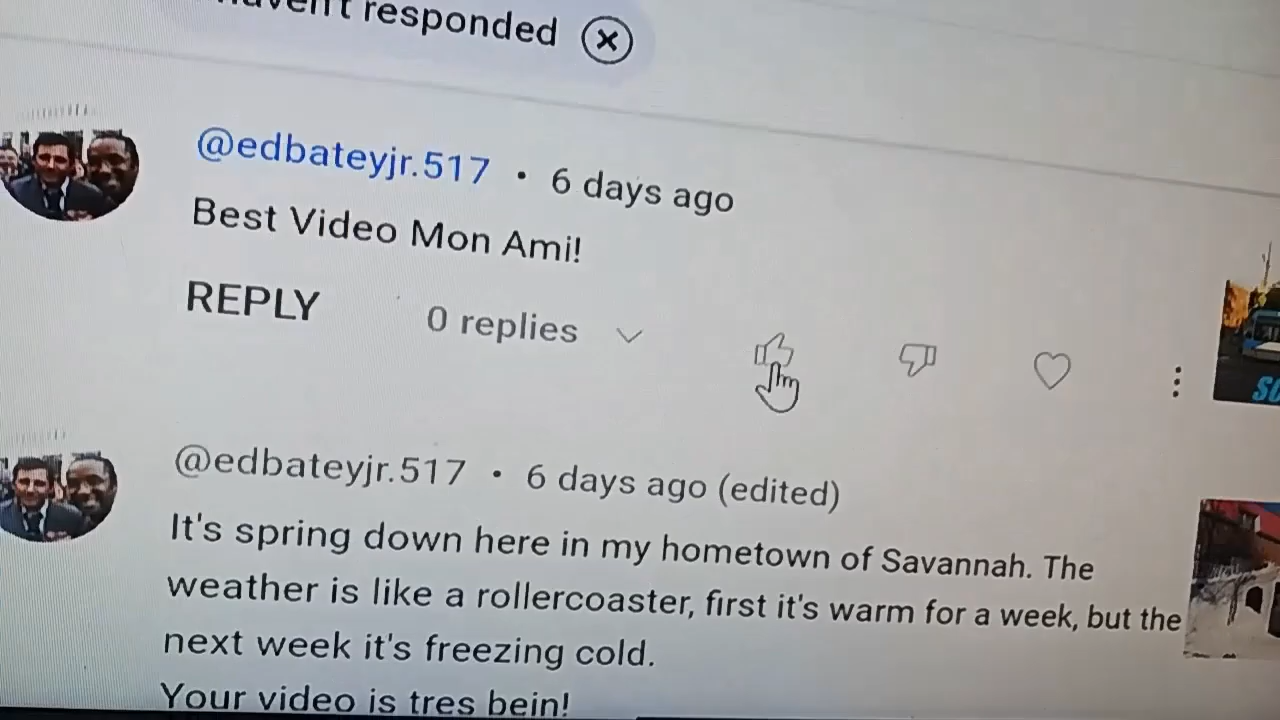 responded
@edbateyjr.517 • 6 days ago
Best Video Mon Ami!
REPLY 0 replies
@edbateyjr.517 • 6 days ago (edited)
It's spring down here in my hometown of Savannah. The
weather is like a rollercoaster, first it's warm for a week, but the
next week it's freezing cold.
Your video is tres bein!